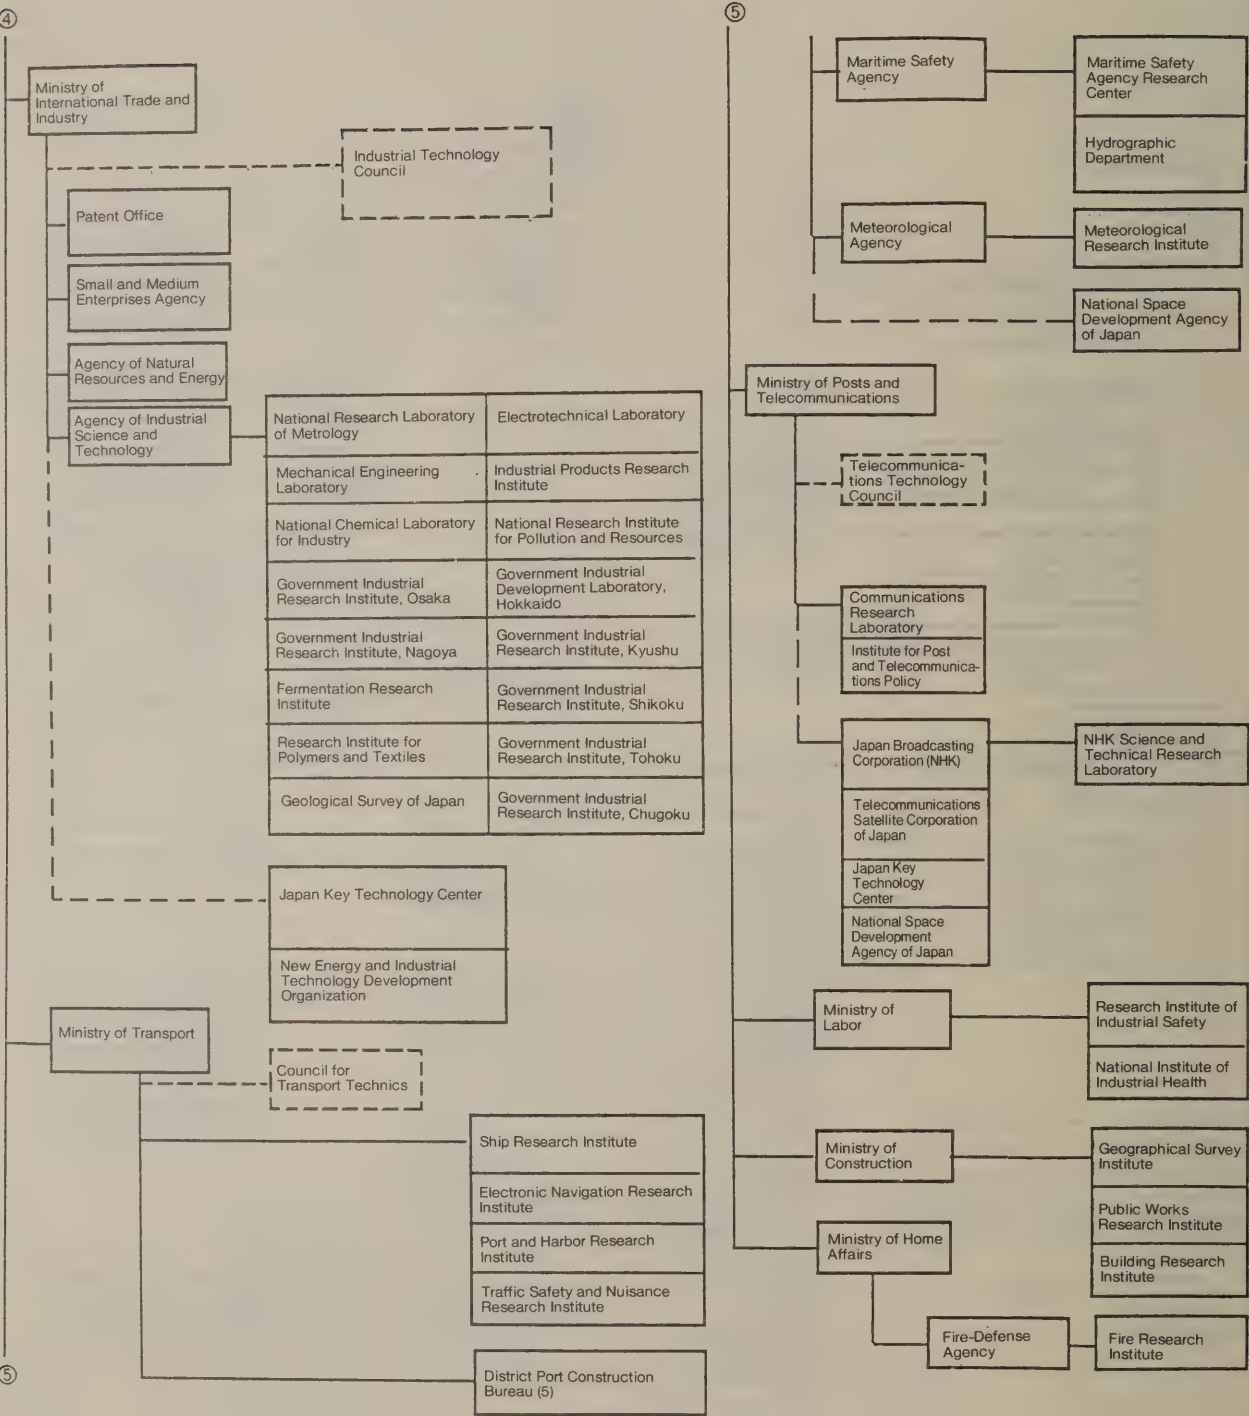 ④
Ministry of
International Trade and
Industry
Industrial Technology
Council
Patent Office
Small and Medium
Enterprises Agency
Agency of Natural
Resources and Energy
Agency of Industrial
Science and
Technology
National Research Laboratory
of Metrology
Electrotechnical Laboratory
Mechanical Engineering
Laboratory
Industrial Products Research
Institute
National Chemical Laboratory
for Industry
National Research Institute
for Pollution and Resources
Government Industrial
Research Institute, Osaka
Government Industrial
Development Laboratory,
Hokkaido
Government Industrial
Research Institute, Nagoya
Government Industrial
Research Institute, Kyushu
Fermentation Research
Institute
Government Industrial
Research Institute, Shikoku
Research Institute for
Polymers and Textiles
Government Industrial
Research Institute, Tohoku
Geological Survey of Japan
Government Industrial
Research Institute, Chugoku
Japan Key Technology Center
New Energy and Industrial
Technology Development
Organization
Ministry of Transport
Council for
Transport Technics
Ship Research Institute
Electronic Navigation Research
Institute
Port and Harbor Research
Institute
Traffic Safety and Nuisance
Research Institute
District Port Construction
Bureau (5)
⑤
⑤
Maritime Safety
Agency
Maritime Safety
Agency Research
Center
Hydrographic
Department
Meteorological
Agency
Meteorological
Research Institute
National Space
Development Agency
of Japan
Ministry of Posts and
Telecommunications
Telecommunica-
tions Technology
Council
Communications
Research
Laboratory
Institute for Post
and Telecommunica-
tions Policy
Japan Broadcasting
Corporation (NHK)
NHK Science and
Technical Research
Laboratory
Telecommunications
Satellite Corporation
of Japan
Japan Key
Technology
Center
National Space
Development
Agency of Japan
Ministry of
Labor
Research Institute of
Industrial Safety
National Institute of
Industrial Health
Ministry of
Construction
Geographical Survey
Institute
Public Works
Research Institute
Building Research
Institute
Ministry of Home
Affairs
Fire-Defense
Agency
Fire Research
Institute